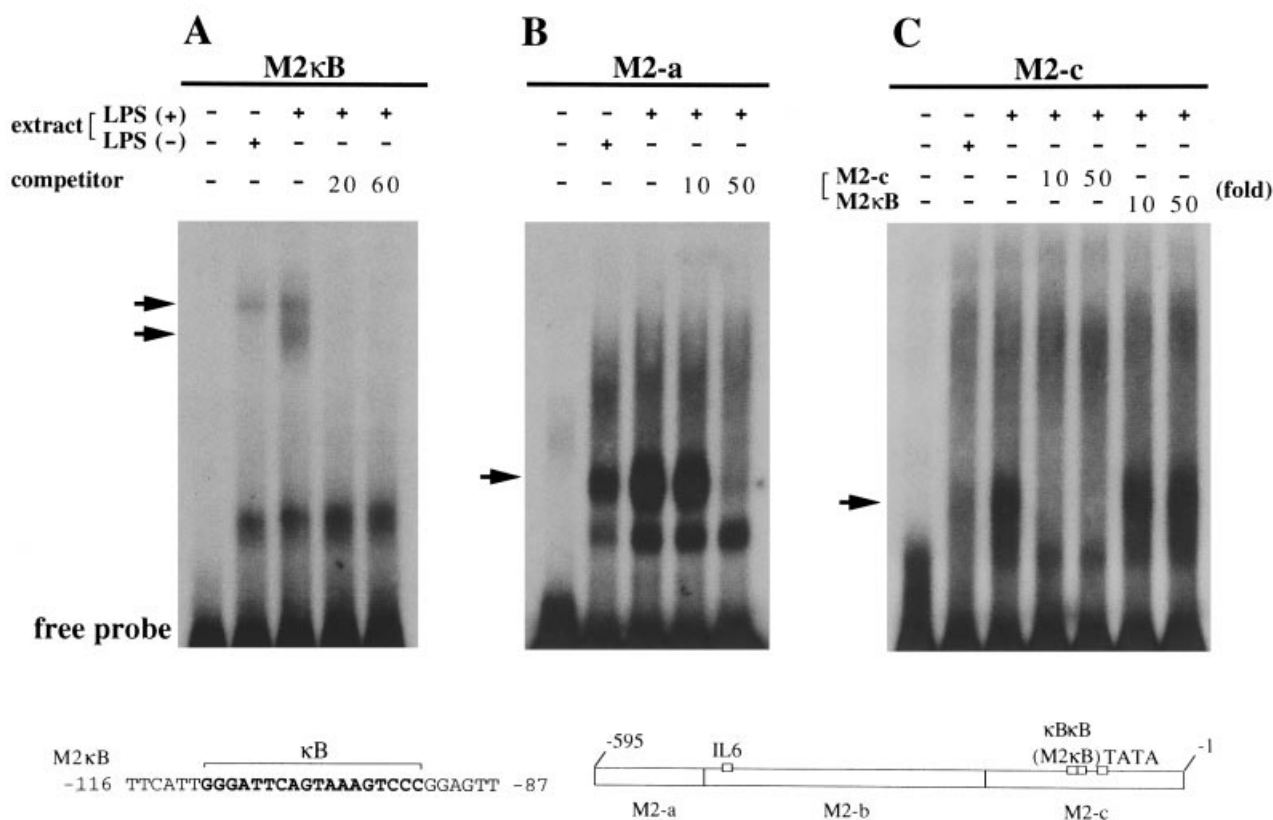 A B C
M2κB M2-a M2-c
extract [ LPS (+) - - + + + - - + + + - - + + + + +
LPS (-) - + - - - - + - - - - + - - - - -
competitor - - - 20 60 - - - 10 50 [ M2-c - - - 10 50 - - (fold)
M2κB - - - - - 10 50
free probe
M2κB κB
-116 TTCATTGGGATTCAGTAAAGTCCCGGAGTT -87
-595 IL6 κBκB -1
(M2κB) TATA
M2-a M2-b M2-c